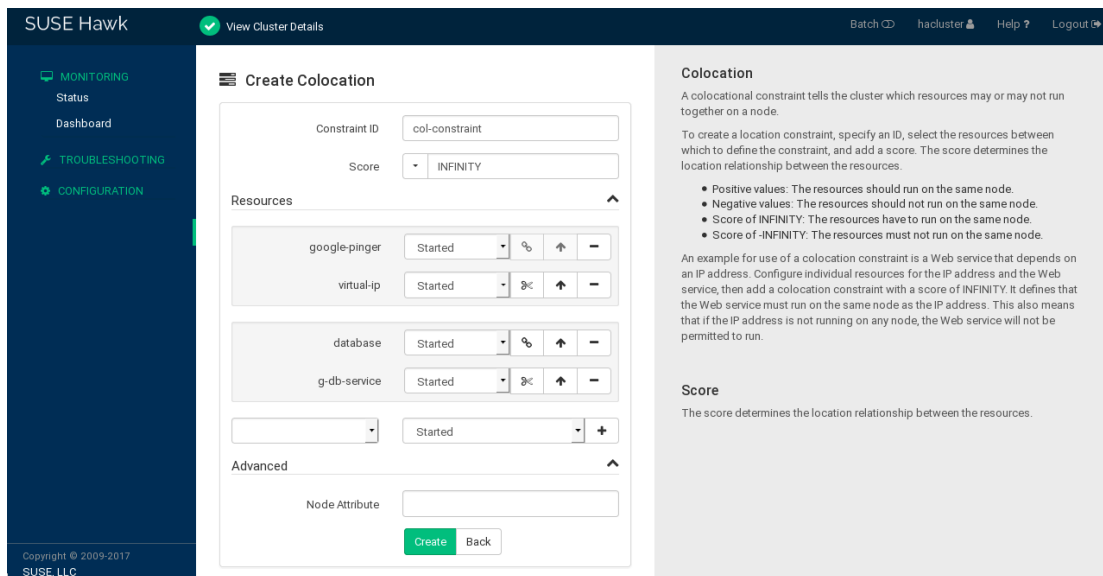 SUSE Hawk
View Cluster Details
Batch
hacluster
Help ?
Logout
MONITORING
Status
Dashboard
TROUBLESHOOTING
CONFIGURATION
Copyright © 2009-2017
SUSE, LLC
Create Colocation
Constraint ID
col-constraint
Score
INFINITY
Resources
google-pinger
Started
virtual-ip
Started
database
Started
g-db-service
Started
Started
Advanced
Node Attribute
Create
Back
Colocation
A colocational constraint tells the cluster which resources may or may not run
together on a node.
To create a location constraint, specify an ID, select the resources between
which to define the constraint, and add a score. The score determines the
location relationship between the resources.
● Positive values: The resources should run on the same node.
● Negative values: The resources should not run on the same node.
● Score of INFINITY: The resources have to run on the same node.
● Score of -INFINITY: The resources must not run on the same node.
An example for use of a colocation constraint is a Web service that depends on
an IP address. Configure individual resources for the IP address and the Web
service, then add a colocation constraint with a score of INFINITY. It defines that
the Web service must run on the same node as the IP address. This also means
that if the IP address is not running on any node, the Web service will not be
permitted to run.
Score
The score determines the location relationship between the resources.